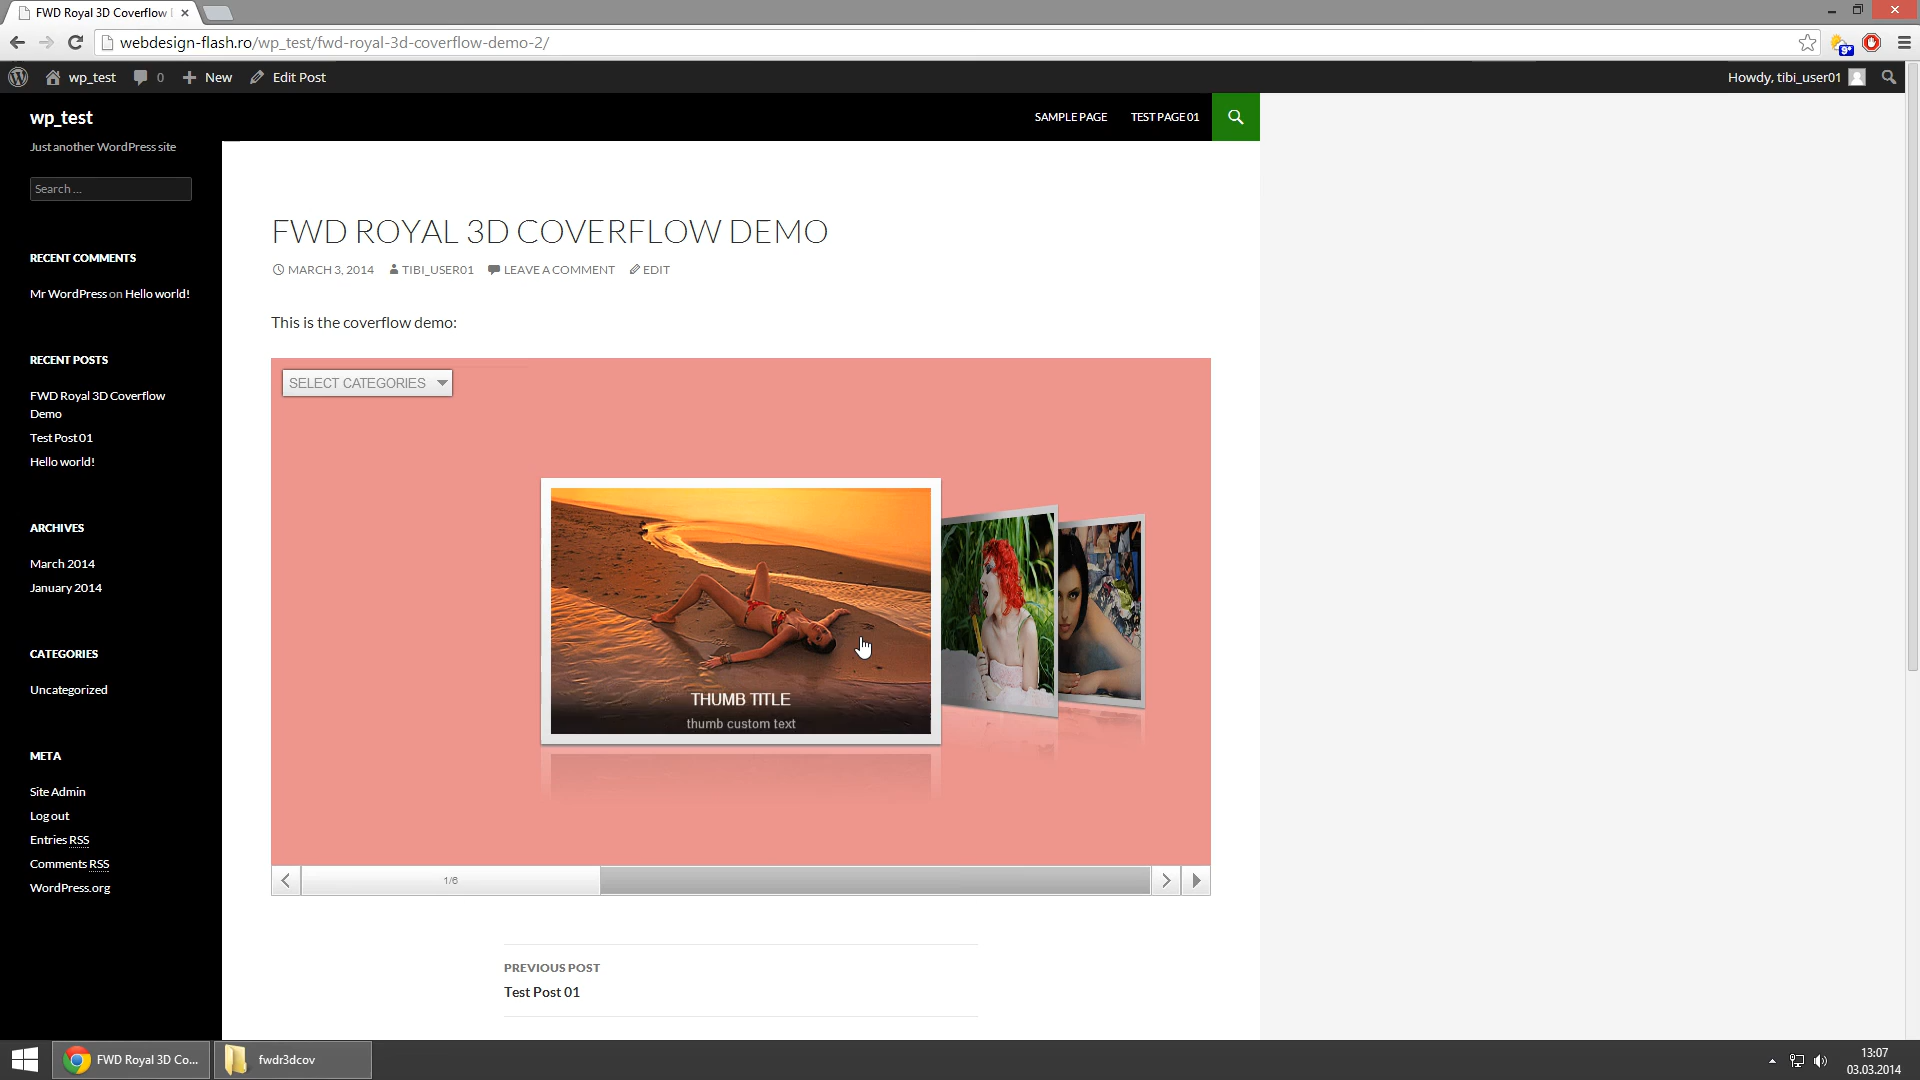 FWD Royal 3D Coverflow
webdesign-flash.ro/wp_test/fwd-royal-3d-coverflow-demo-2/
9*
wp_test 0 New Edit Post Howdy, tibi_user01
wp_test SAMPLE PAGE TEST PAGE 01
Just another WordPress site
Search ...
FWD ROYAL 3D COVERFLOW DEMO
RECENT COMMENTS
MARCH 3, 2014 TIBI_USER01 LEAVE A COMMENT EDIT
Mr WordPress on Hello world!
This is the coverflow demo:
RECENT POSTS
SELECT CATEGORIES
FWD Royal 3D Coverflow
Demo
Test Post 01
Hello world!
ARCHIVES
March 2014
January 2014
CATEGORIES
Uncategorized
THUMB TITLE
thumb custom text
META
Site Admin
Log out
Entries RSS
Comments RSS
WordPress.org
1/6
PREVIOUS POST
Test Post 01
FWD Royal 3D Co... fwdr3dcov 13:07
03.03.2014